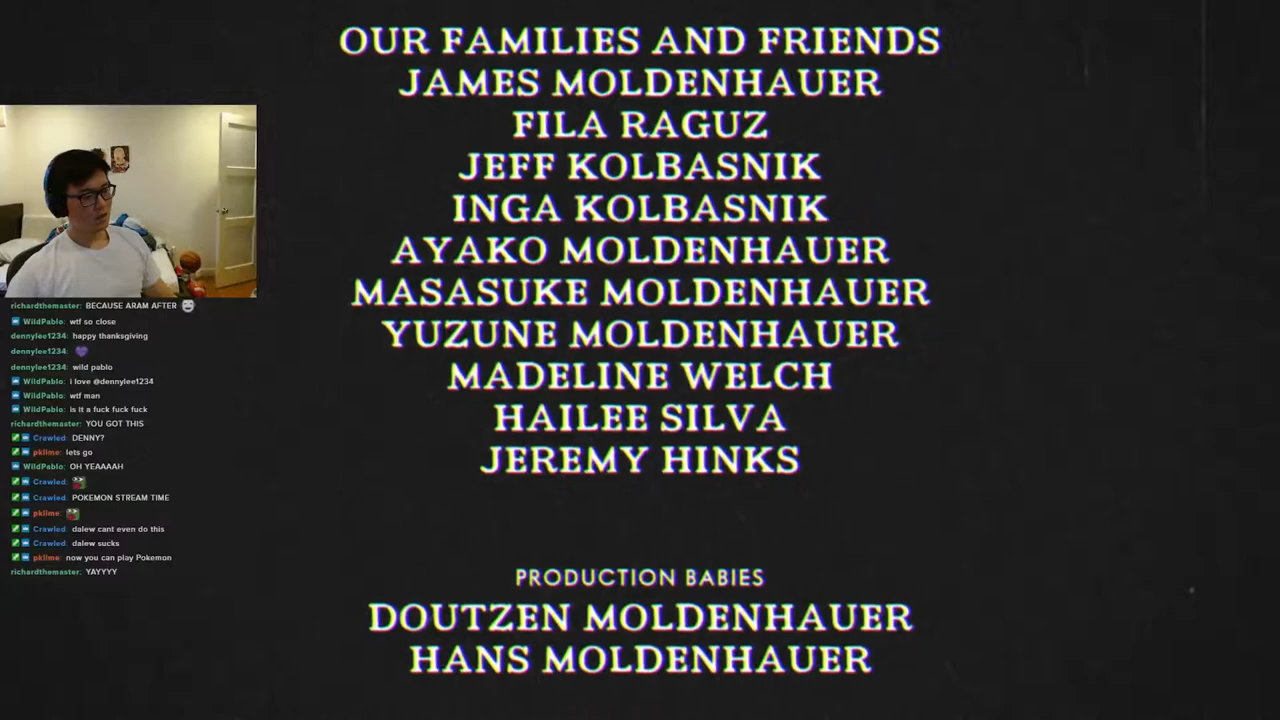 OUR FAMILIES AND FRIENDS
JAMES MOLDENHAUER
FILA RAGUZ
JEFF KOLBASNIK
INGA KOLBASNIK
AYAKO MOLDENHAUER
MASASUKE MOLDENHAUER
YUZUNE MOLDENHAUER
MADELINE WELCH
HAILEE SILVA
JEREMY HINKS
PRODUCTION BABIES
DOUTZEN MOLDENHAUER
HANS MOLDENHAUER
richardthemaster: BECAUSE ARAM AFTER
WildPablo: wtf so close
dennylee1234: happy thanksgiving
dennylee1234:
dennylee1234: wild pablo
WildPablo: i love @dennylee1234
WildPablo: wtf man
WildPablo: is it a fuck fuck fuck
richardthemaster: YOU GOT THIS
Crawled: DENNY?
pklime: lets go
WildPablo: OH YEAAAAH
Crawled:
Crawled: POKEMON STREAM TIME
pklime:
Crawled: dalew cant even do this
Crawled: dalew sucks
pklime: now you can play Pokemon
richardthemaster: YAYYYY